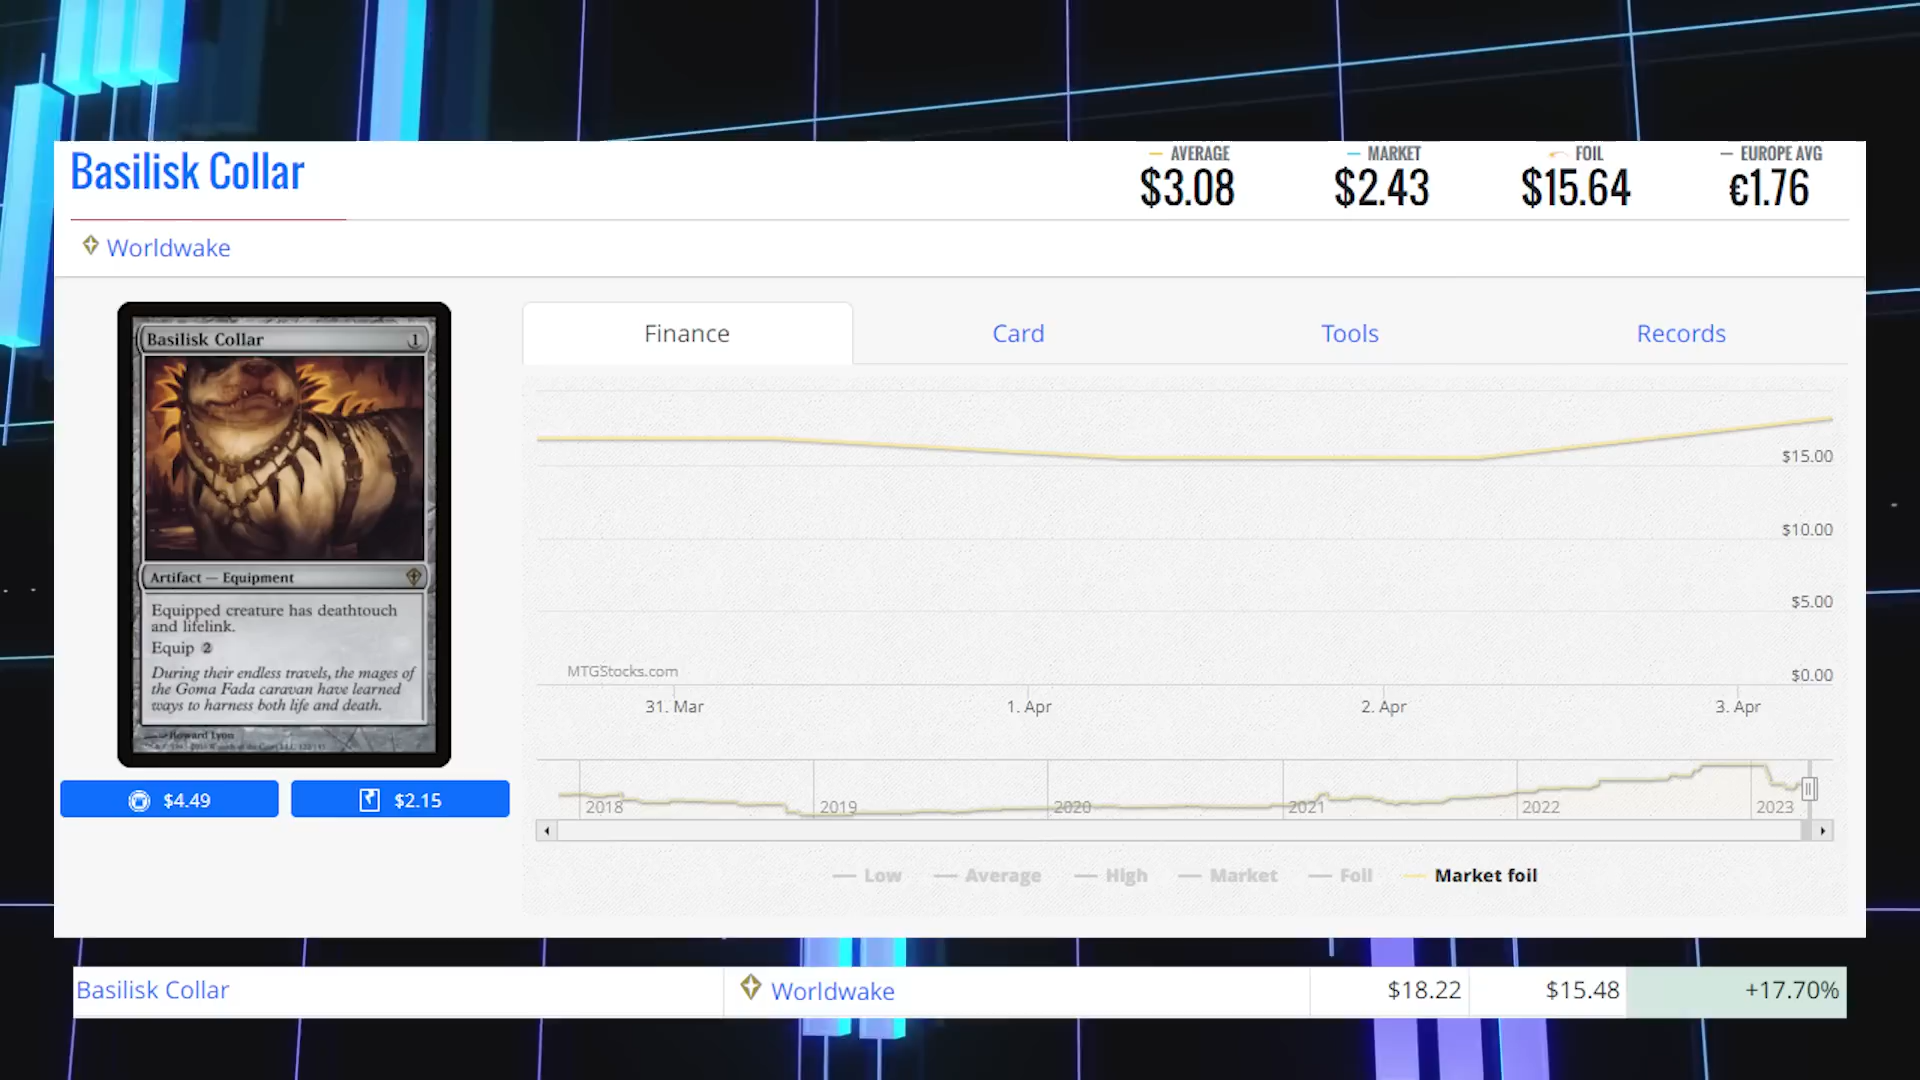 Basilisk Collar
AVERAGE
$3.08
MARKET
$2.43
FOIL
$15.64
EUROPE AVG
€1.76
Worldwake
Basilisk Collar 1
Artifact — Equipment
Equipped creature has deathtouch
and lifelink.
Equip 2
During their endless travels, the mages of
the Goma Fada caravan have learned
ways to harness both life and death.
Howard Lyon
$4.49
$2.15
Finance
Card
Tools
Records
$15.00
$10.00
$5.00
$0.00
MTGStocks.com
31. Mar
1. Apr
2. Apr
3. Apr
2018
2019
2020
2021
2022
2023
Low
Average
High
Market
Foil
Market foil
Basilisk Collar
Worldwake
$18.22
$15.48
+17.70%